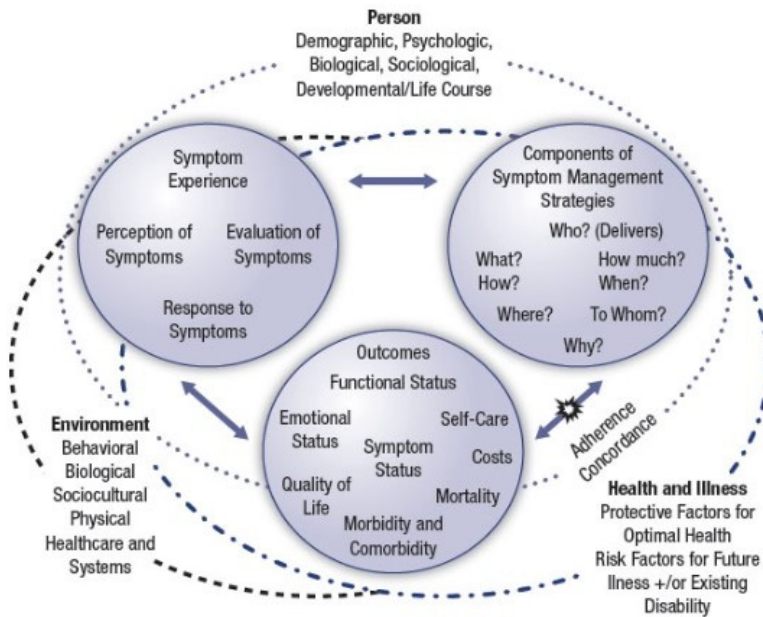 Person
Demographic, Psychologic,
Biological, Sociological,
Developmental/Life Course
Symptom
Experience
Perception of
Symptoms
Evaluation of
Symptoms
Response to
Symptoms
Components of
Symptom Management
Strategies
Who? (Delivers)
What?
How much?
How?
When?
Where?
To Whom?
Why?
Outcomes
Functional Status
Emotional
Status
Self-Care
Symptom
Status
Costs
Quality of
Life
Mortality
Morbidity and
Comorbidity
Adherence
Concordance
Environment
Behavioral
Biological
Sociocultural
Physical
Healthcare and
Systems
Health and Illness
Protective Factors for
Optimal Health
Risk Factors for Future
Ilness +/or Existing
Disability